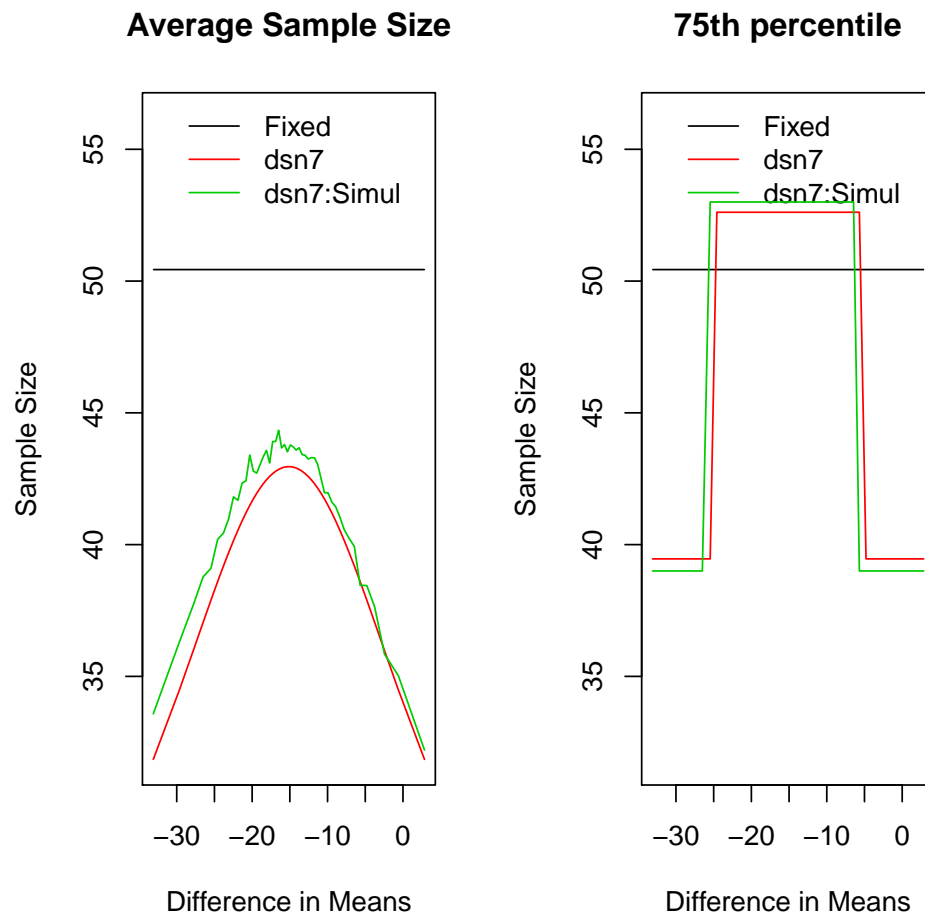 Average Sample Size
Fixed
dsn7
dsn7:Simul
55
50
45
40
35
Sample Size
−30
−20
−10
0
Difference in Means
75th percentile
Fixed
dsn7
dsn7:Simul
55
50
45
40
35
Sample Size
−30
−20
−10
0
Difference in Means